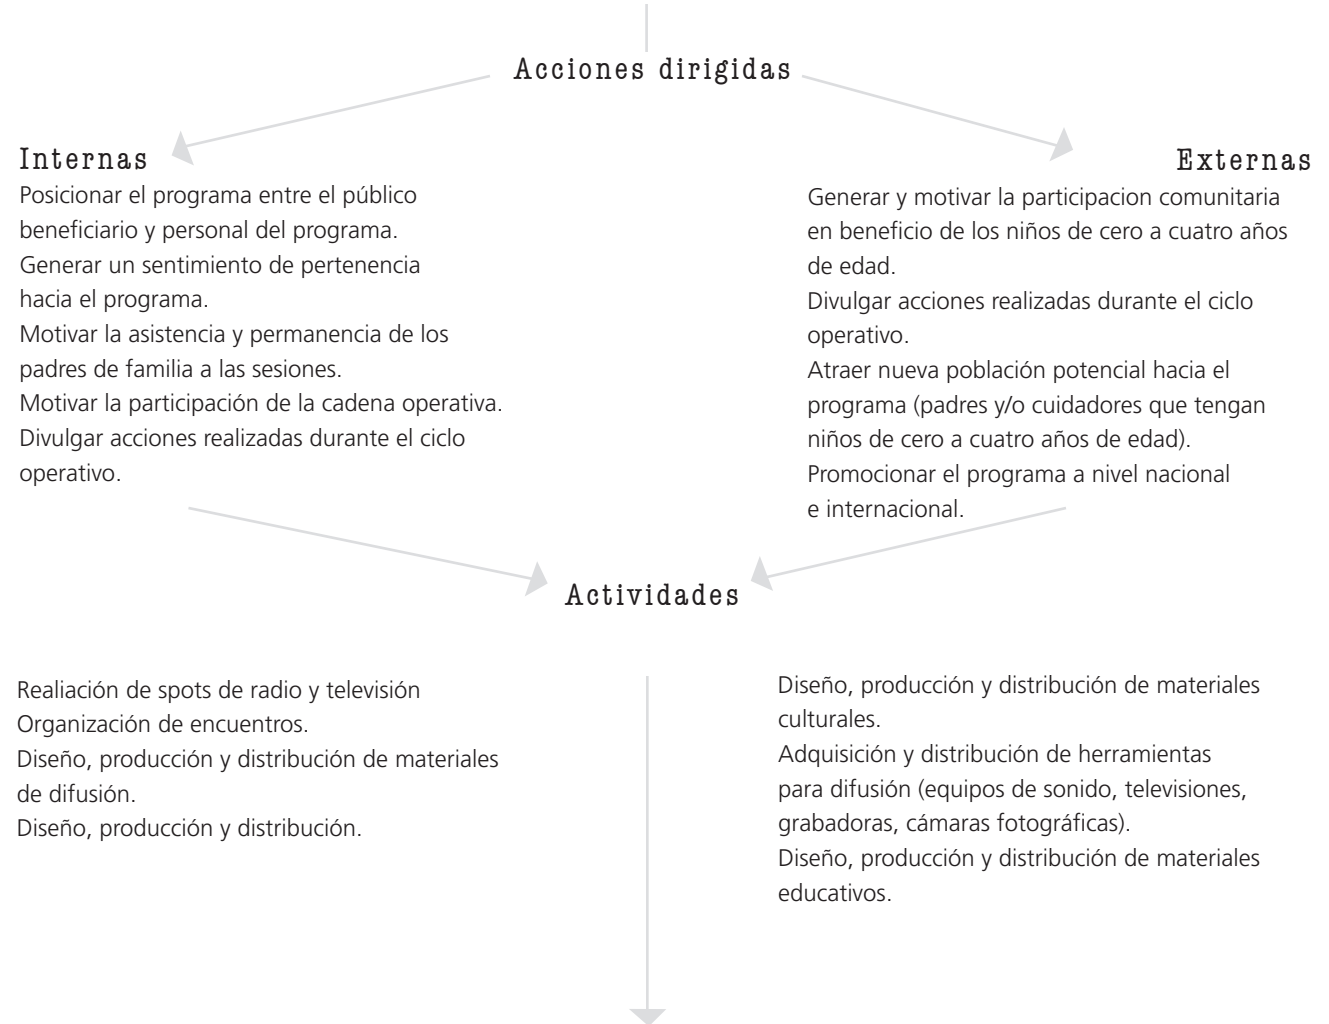 Acciones dirigidas
Internas
Posicionar el programa entre el público
beneficiario y personal del programa.
Generar un sentimiento de pertenencia
hacia el programa.
Motivar la asistencia y permanencia de los
padres de familia a las sesiones.
Motivar la participación de la cadena operativa.
Divulgar acciones realizadas durante el ciclo
operativo.
Externas
Generar y motivar la participacion comunitaria
en beneficio de los niños de cero a cuatro años
de edad.
Divulgar acciones realizadas durante el ciclo
operativo.
Atraer nueva población potencial hacia el
programa (padres y/o cuidadores que tengan
niños de cero a cuatro años de edad).
Promocionar el programa a nivel nacional
e internacional.
Actividades
Realiación de spots de radio y televisión
Organización de encuentros.
Diseño, producción y distribución de materiales
de difusión.
Diseño, producción y distribución.
Diseño, producción y distribución de materiales
culturales.
Adquisición y distribución de herramientas
para difusión (equipos de sonido, televisiones,
grabadoras, cámaras fotográficas).
Diseño, producción y distribución de materiales
educativos.